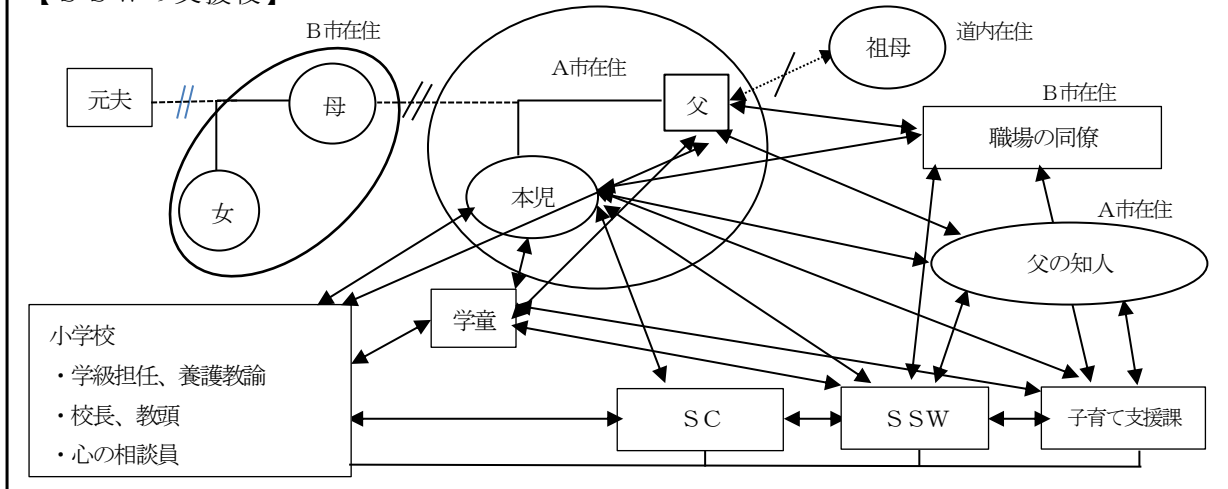 【ＳＳＷの支援後】
Ｂ市在住
元夫
母
女
Ａ市在住
父
本児
祖母
道内在住
Ｂ市在住
職場の同僚
Ａ市在住
父の知人
学童
小学校
・学級担任、養護教諭
・校長、教頭
・心の相談員
ＳＣ
ＳＳＷ
子育て支援課